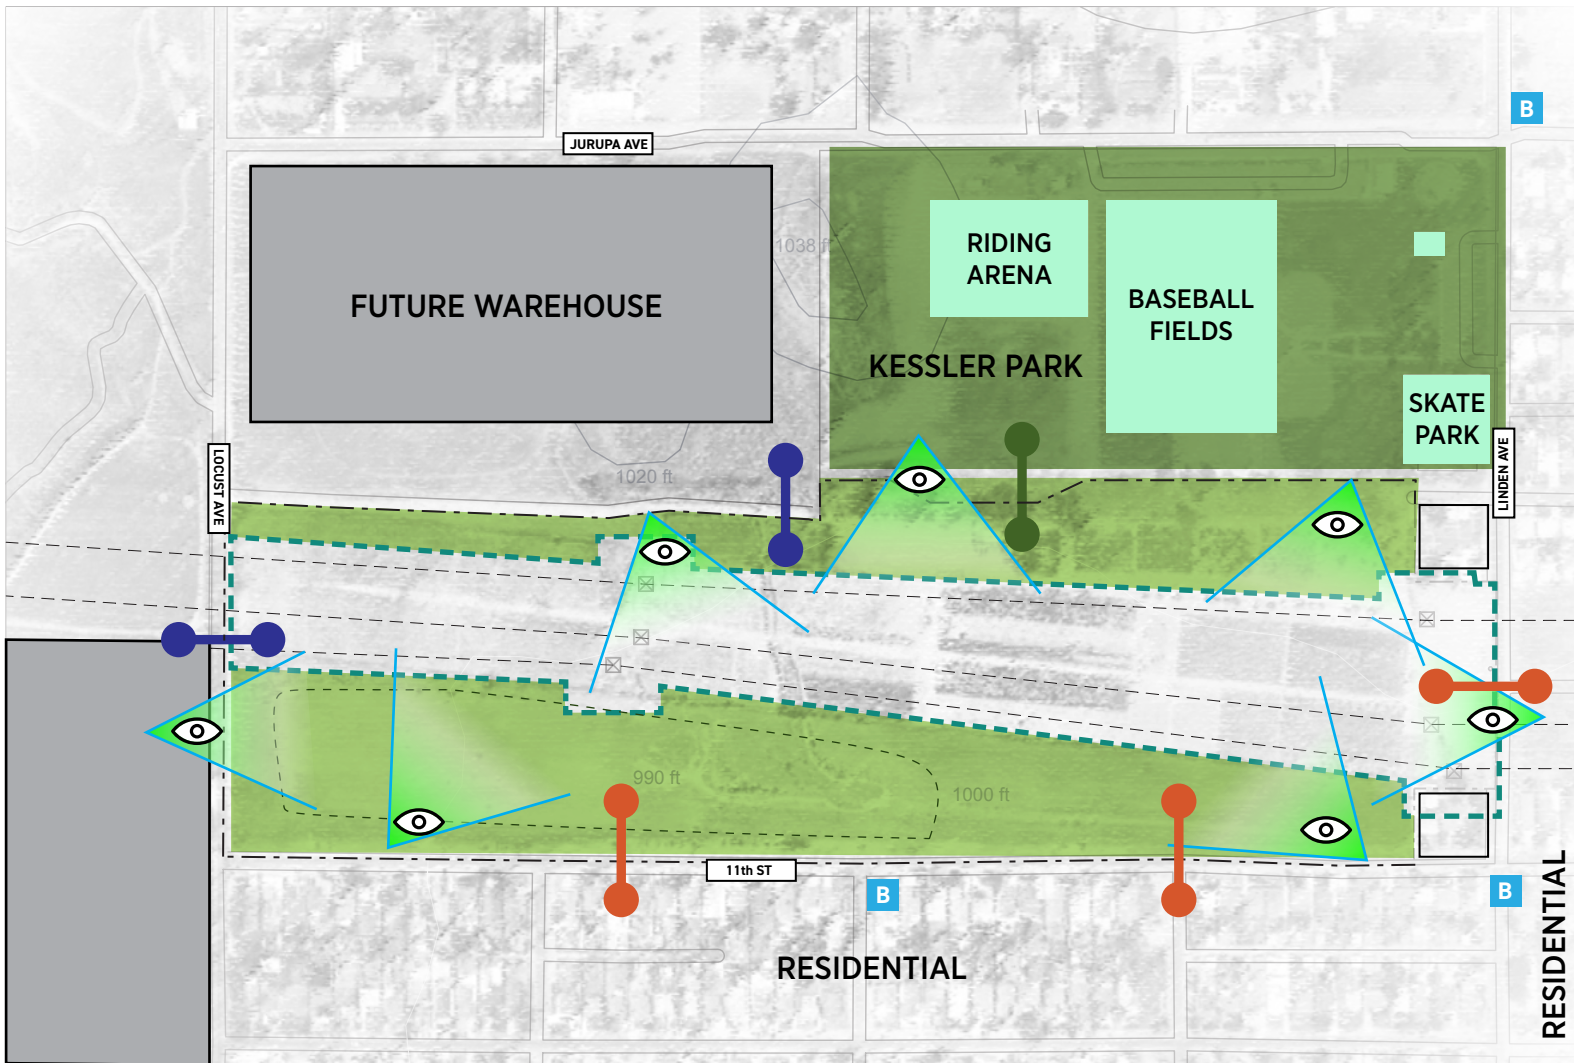 B
JURUPA AVE
RIDING
ARENA
1038 ft
BASEBALL
FIELDS
FUTURE WAREHOUSE
KESSLER PARK
SKATE
PARK
LOCUST AVE
1020 ft
LINDEN AVE
990 ft
1000 ft
11th ST
B
B
RESIDENTIAL
RESIDENTIAL